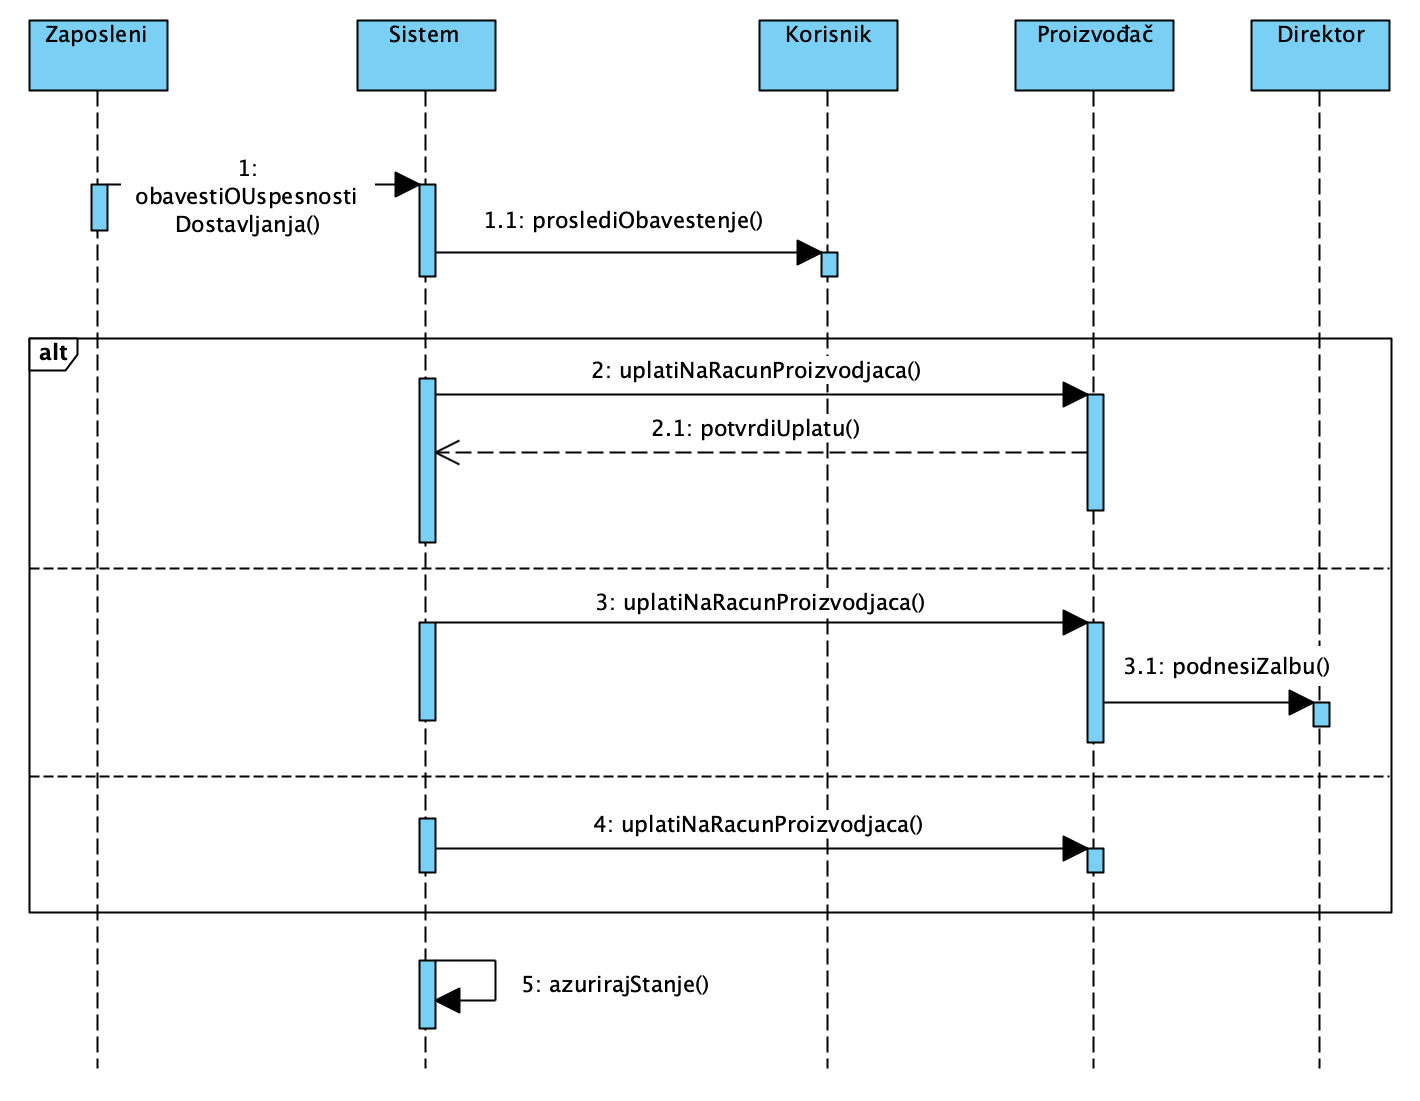 Zaposleni
Sistem
Korisnik
Proizvođač
Direktor
1:
obavestiOUspesnosti
Dostavljanja()
1.1: proslediObavestenje()
alt
2: uplatiNaRacunProizvodjaca()
2.1: potvrdiUplatu()
3: uplatiNaRacunProizvodjaca()
3.1: podnesiZalbu()
4: uplatiNaRacunProizvodjaca()
5: azurirajStanje()